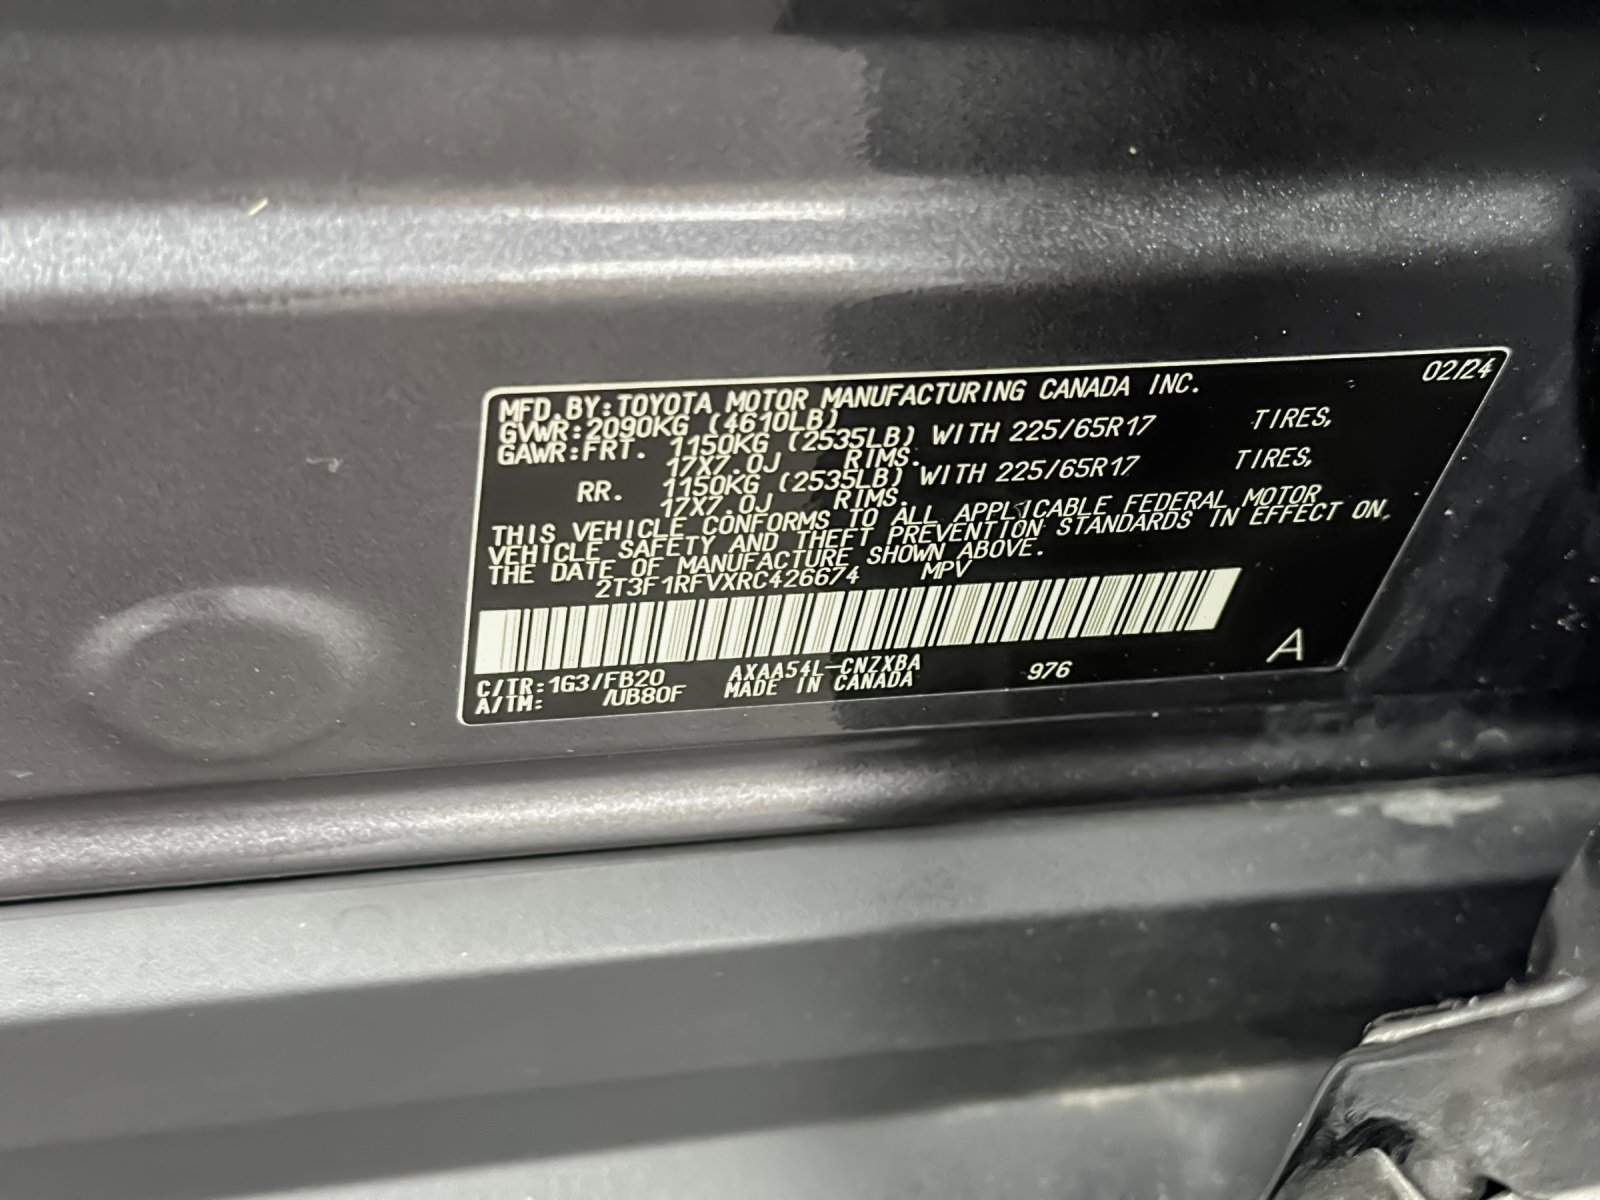 02/24
MFD.BY:TOYOTA MOTOR MANUFACTURING CANADA INC.
GVWR:2090KG (4610LB)
GAWR:FRT. 1150KG (2535LB) WITH 225/65R17 TIRES,
17X7.0J RIMS.
RR. 1150KG (2535LB) WITH 225/65R17 TIRES,
17X7.0J RIMS.
THIS VEHICLE CONFORMS TO ALL APPLICABLE FEDERAL MOTOR
VEHICLE SAFETY AND THEFT PREVENTION STANDARDS IN EFFECT ON
THE DATE OF MANUFACTURE SHOWN ABOVE.
2T3F1RFVXRC426674 MPV
C/TR:1G3/FB20 AXAA54L-CNZXBA 976 A
A/TM: /UB80F MADE IN CANADA